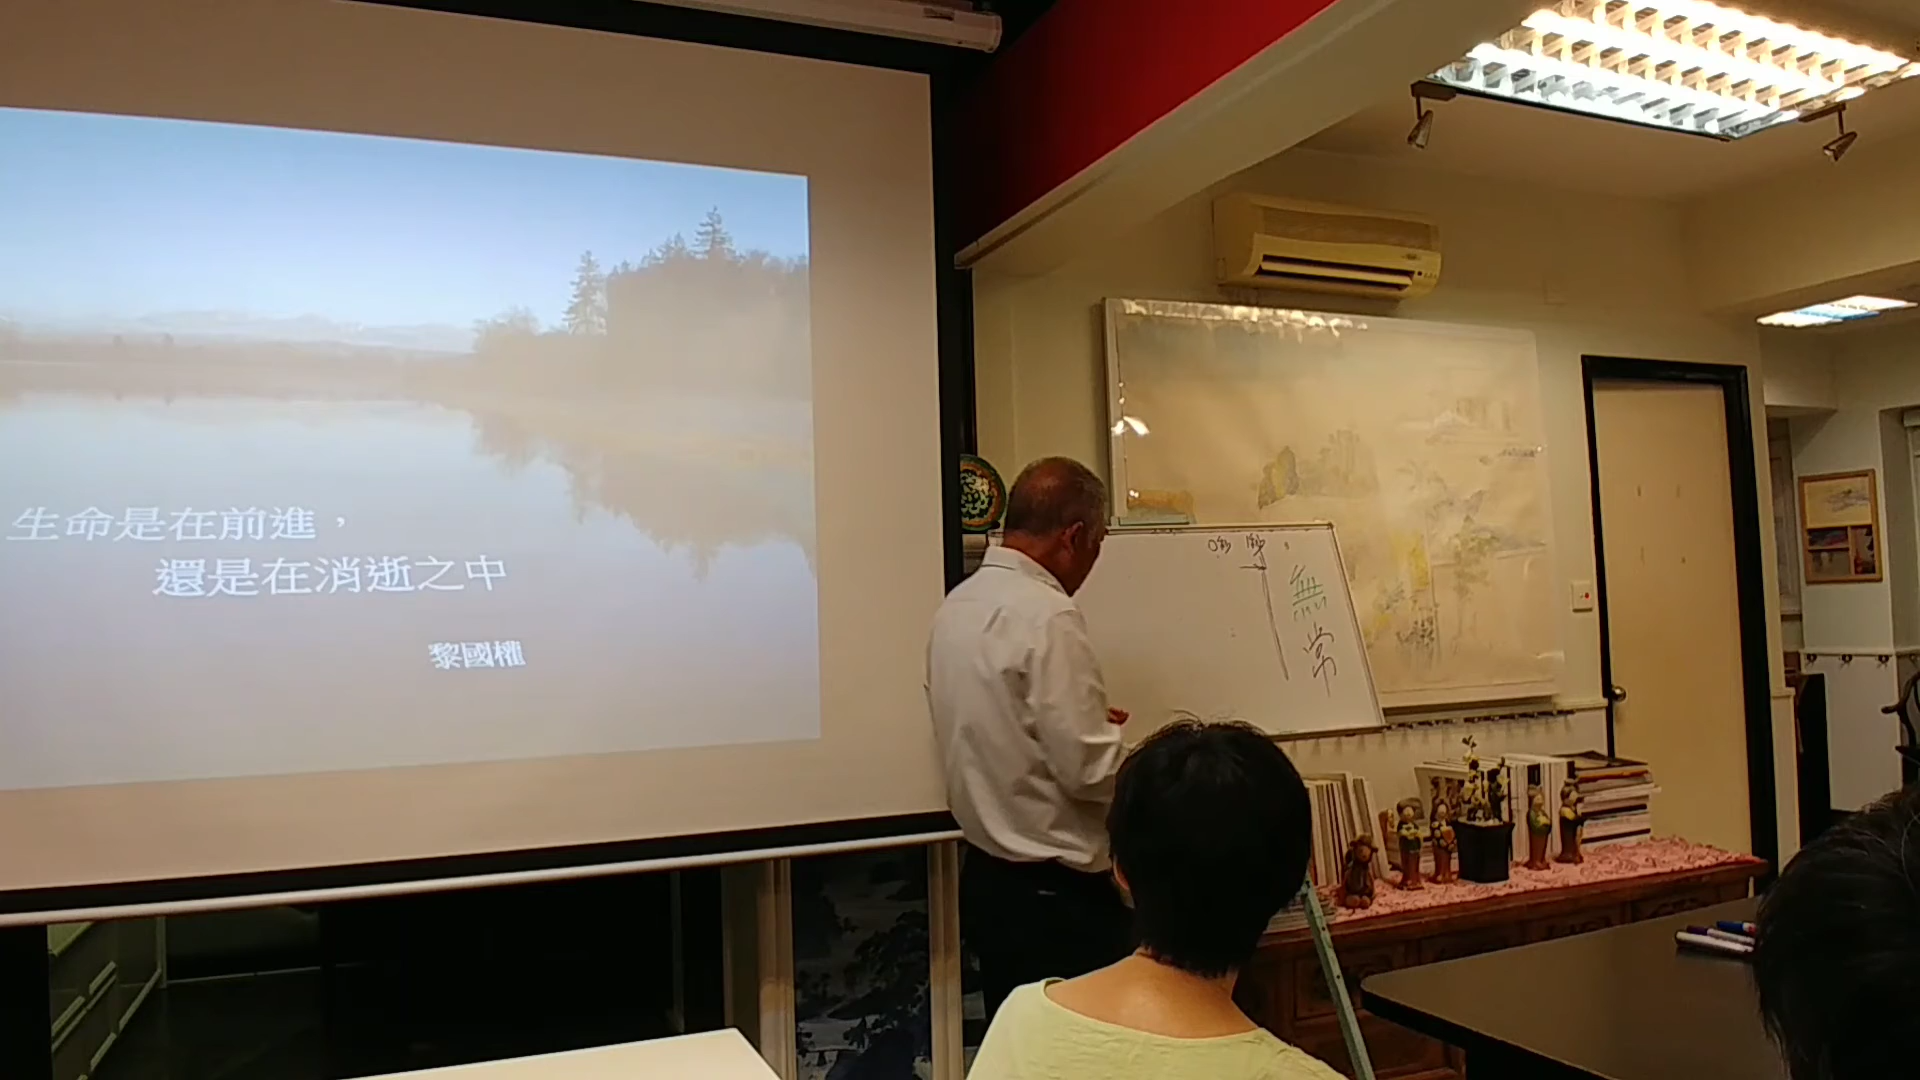 生命是在前進，
還是在消逝之中
黎國權
無常